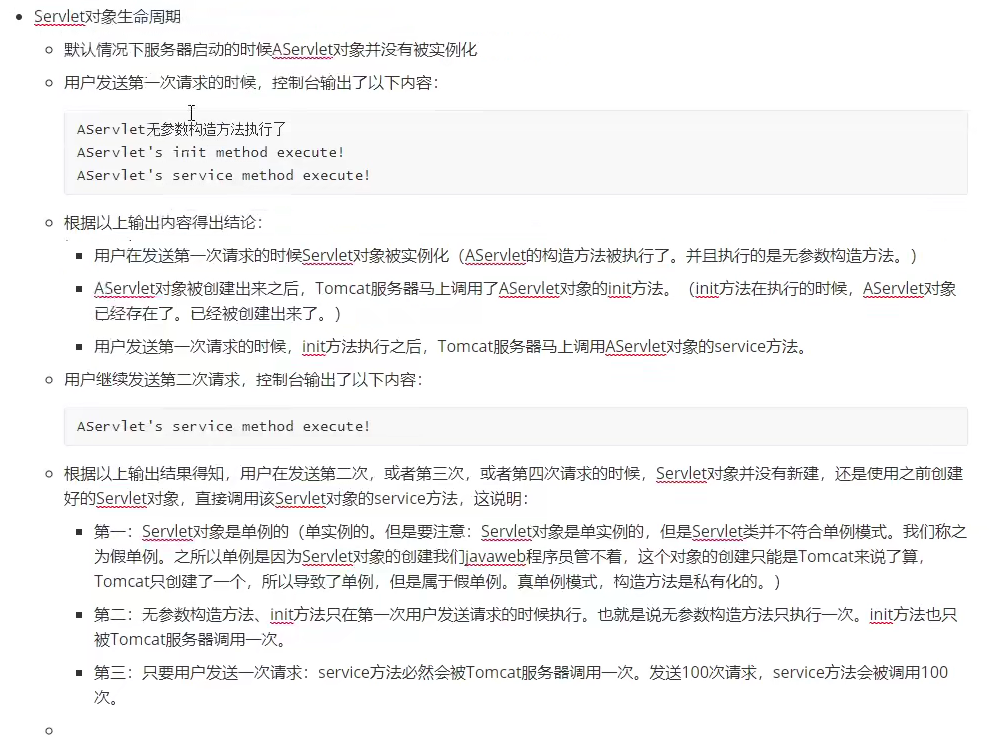 Servlet对象生命周期
默认情况下服务器启动的时候AServlet对象并没有被实例化
用户发送第一次请求的时候，控制台输出了以下内容：
AServlet无参数构造方法执行了
AServlet's init method execute!
AServlet's service method execute!
根据以上输出内容得出结论：
用户在发送第一次请求的时候Servlet对象被实例化（AServlet的构造方法被执行了。并且执行的是无参数构造方法。）
AServlet对象被创建出来之后，Tomcat服务器马上调用了AServlet对象的init方法。（init方法在执行的时候，AServlet对象
已经存在了。已经被创建出来了。）
用户发送第一次请求的时候，init方法执行之后，Tomcat服务器马上调用AServlet对象的service方法。
用户继续发送第二次请求，控制台输出了以下内容：
AServlet's service method execute!
根据以上输出结果得知，用户在发送第二次，或者第三次，或者第四次请求的时候，Servlet对象并没有新建，还是使用之前创建
好的Servlet对象，直接调用该Servlet对象的service方法，这说明：
第一：Servlet对象是单例的（单实例的。但是要注意：Servlet对象是单实例的，但是Servlet类并不符合单例模式。我们称之
为假单例。之所以单例是因为Servlet对象的创建我们javaweb程序员管不着，这个对象的创建只能是Tomcat来说了算，
Tomcat只创建了一个，所以导致了单例，但是属于假单例。真单例模式，构造方法是私有化的。）
第二：无参数构造方法、init方法只在第一次用户发送请求的时候执行。也就是说无参数构造方法只执行一次。init方法也只
被Tomcat服务器调用一次。
第三：只要用户发送一次请求：service方法必然会被Tomcat服务器调用一次。发送100次请求，service方法会被调用100
次。